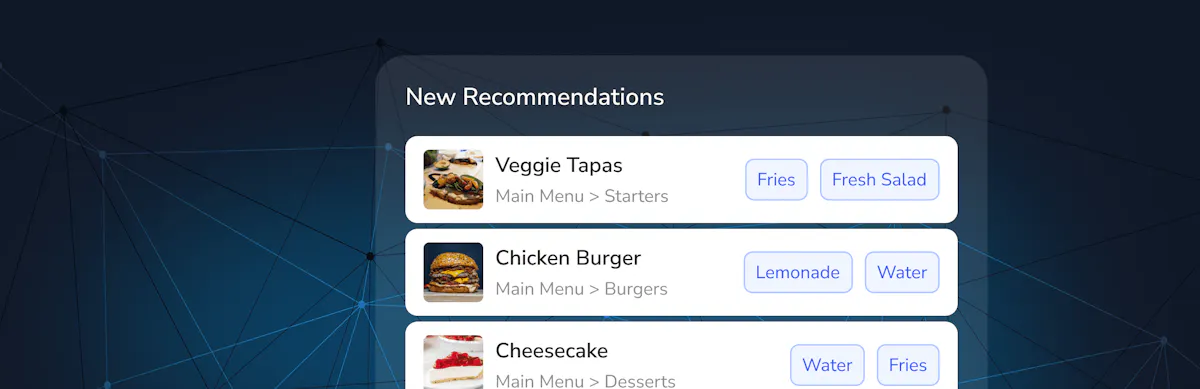 New Recommendations
Veggie Tapas
Main Menu > Starters
Fries
Fresh Salad
Chicken Burger
Main Menu > Burgers
Lemonade
Water
Cheesecake
Main Menu > Desserts
Water
Fries